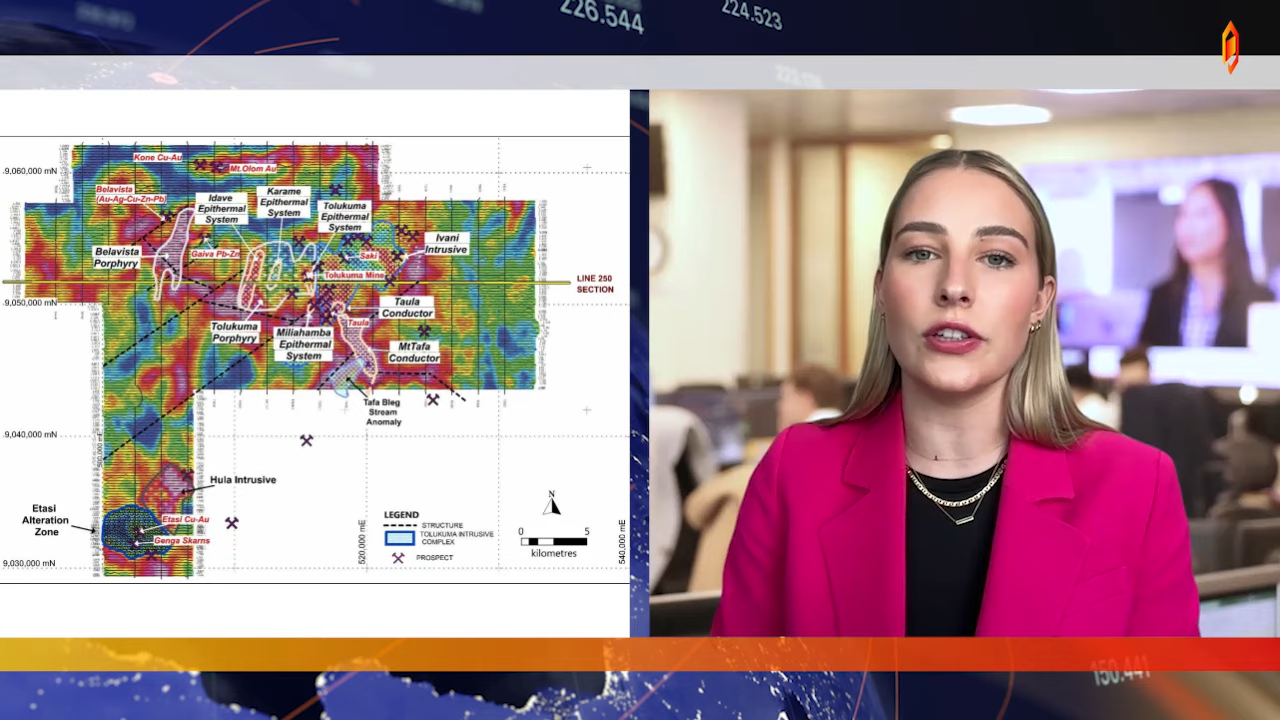 226.544
224.523
9,060,000 mN
Kone Cu-Au
Mt Olom Au
Belavista
(Au-Ag-Cu-Zn-Pb)
Idave
Epithermal
System
Karame
Epithermal
System
Tolukuma
Epithermal
System
Ivani
Intrusive
Belavista
Porphyry
Gaiva Pb-Zn
Saki
Tolukuma Mine
LINE 250
SECTION
9,050,000 mN
Taula
Conductor
Taula
Tolukuma
Porphyry
Miliahamba
Epithermal
System
MtTafa
Conductor
Tafa Bleg
Stream
Anomaly
9,040,000 mN
Hula Intrusive
Etasi
Alteration
Zone
Etasi Cu-Au
Genga Skarns
9,030,000 mN
LEGEND
STRUCTURE
TOLUKUMA INTRUSIVE
COMPLEX
PROSPECT
N
0 5
kilometres
520,000 mE
540,000 mE
150.441